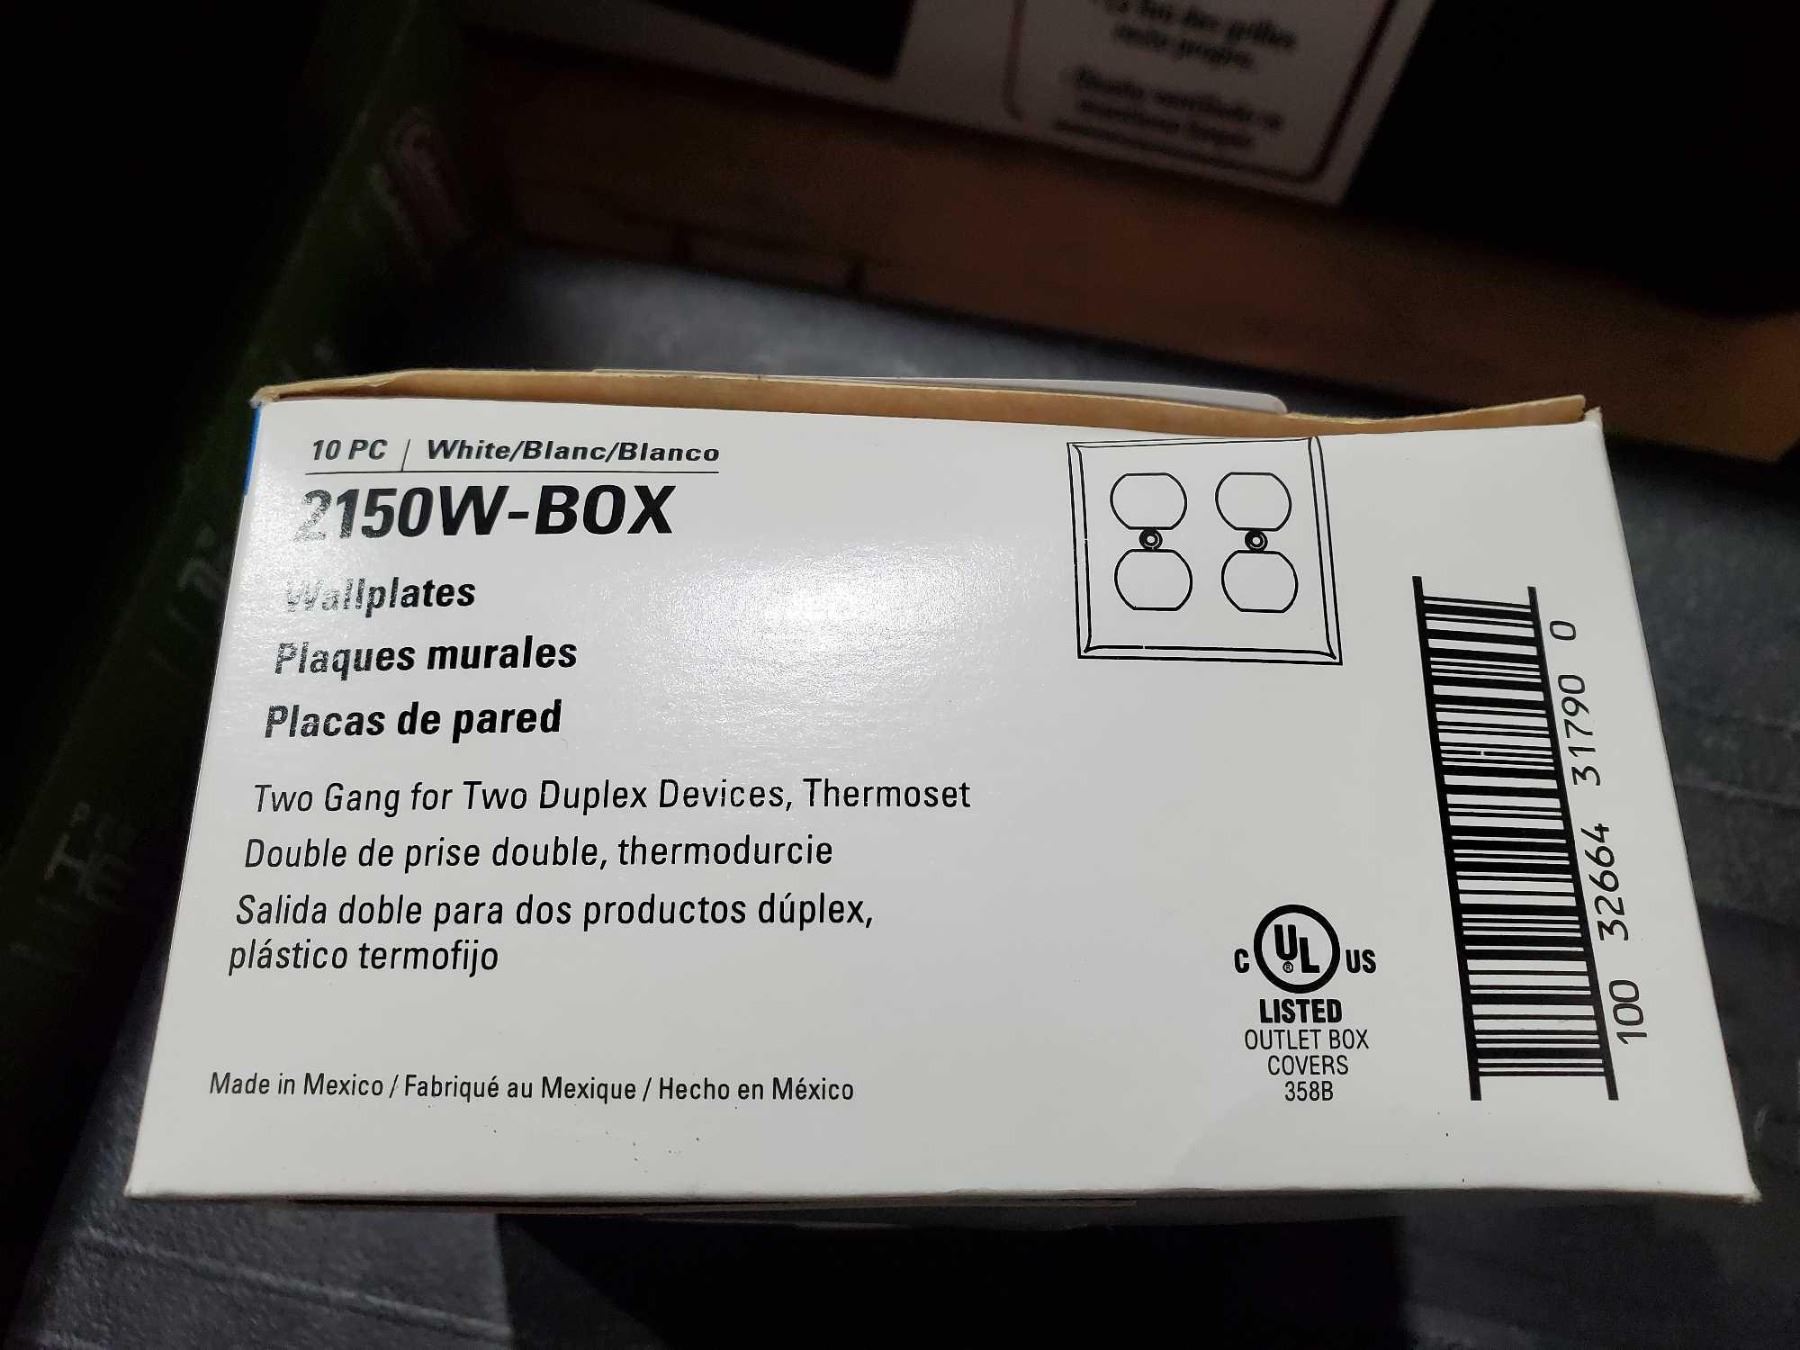 10 PC | White/Blanc/Blanco
2150W-BOX
Wallplates
Plaques murales
Placas de pared
Two Gang for Two Duplex Devices, Thermoset
Double de prise double, thermodurcie
Salida doble para dos productos dúplex,
plástico termofijo
Made in Mexico / Fabriqué au Mexique / Hecho en México
C UL® US
LISTED
OUTLET BOX
COVERS
358B
100 32664 31790 0